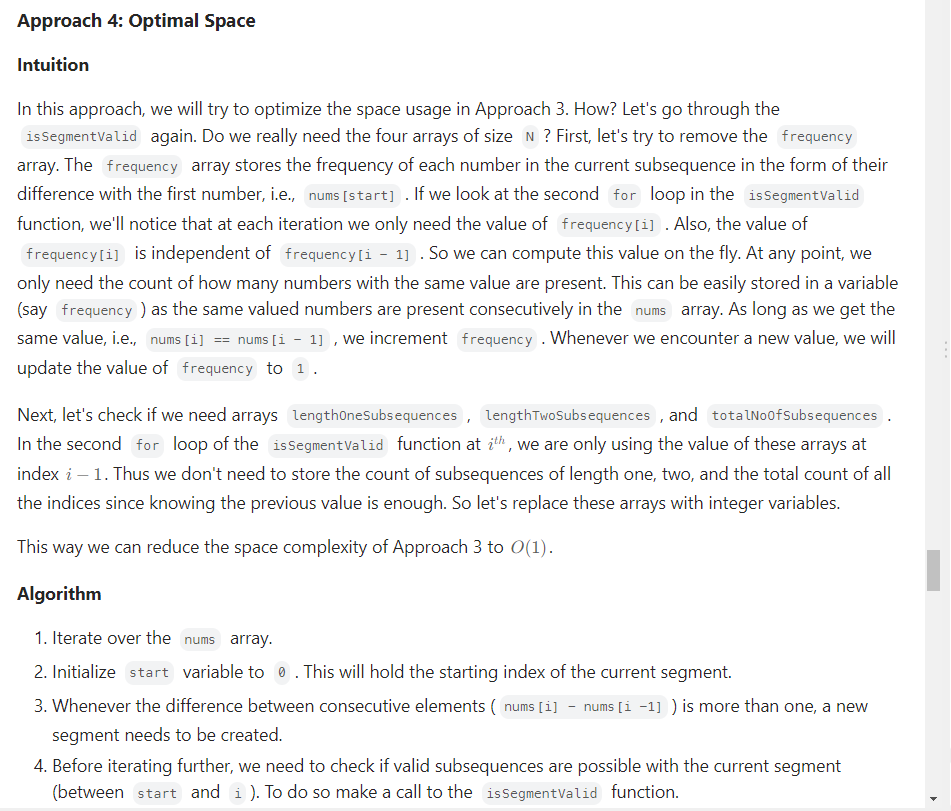 Approach 4: Optimal Space
Intuition
In this approach, we will try to optimize the space usage in Approach 3. How? Let's go through the
isSegmentValid again. Do we really need the four arrays of size N ? First, let's try to remove the frequency
array. The frequency array stores the frequency of each number in the current subsequence in the form of their
difference with the first number, i.e., nums[start] . If we look at the second for loop in the isSegmentValid
function, we'll notice that at each iteration we only need the value of frequency[i] . Also, the value of
frequency[i] is independent of frequency[i - 1] . So we can compute this value on the fly. At any point, we
only need the count of how many numbers with the same value are present. This can be easily stored in a variable
(say frequency ) as the same valued numbers are present consecutively in the nums array. As long as we get the
same value, i.e., nums[i] == nums[i - 1] , we increment frequency . Whenever we encounter a new value, we will
update the value of frequency to 1 .
Next, let's check if we need arrays lengthOneSubsequences , lengthTwoSubsequences , and totalNoOfSubsequences .
In the second for loop of the isSegmentValid function at i^th, we are only using the value of these arrays at
index i − 1. Thus we don't need to store the count of subsequences of length one, two, and the total count of all
the indices since knowing the previous value is enough. So let's replace these arrays with integer variables.
This way we can reduce the space complexity of Approach 3 to O(1).
Algorithm
1. Iterate over the nums array.
2. Initialize start variable to 0 . This will hold the starting index of the current segment.
3. Whenever the difference between consecutive elements ( nums[i] - nums[i -1] ) is more than one, a new
segment needs to be created.
4. Before iterating further, we need to check if valid subsequences are possible with the current segment
(between start and i ). To do so make a call to the isSegmentValid function.